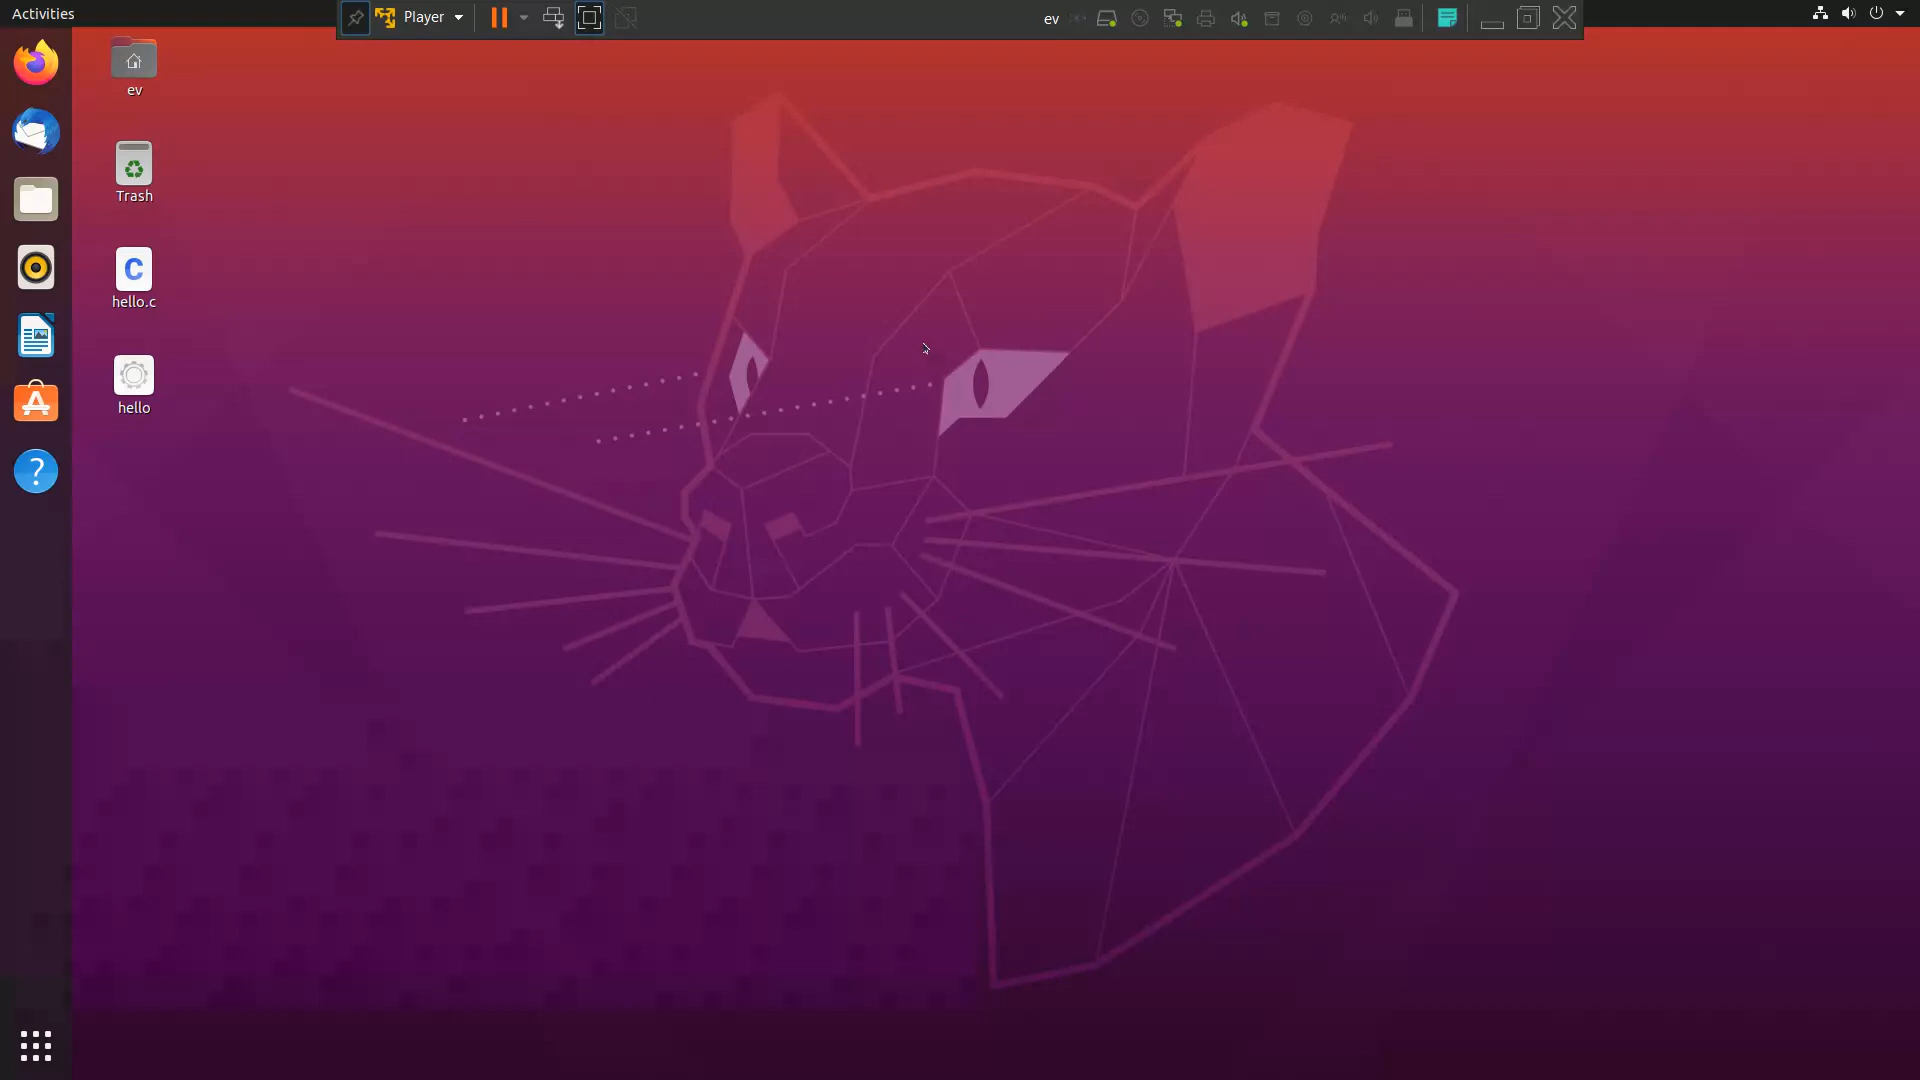 Activities
Player
ev
ev
Trash
C
hello.c
hello
?